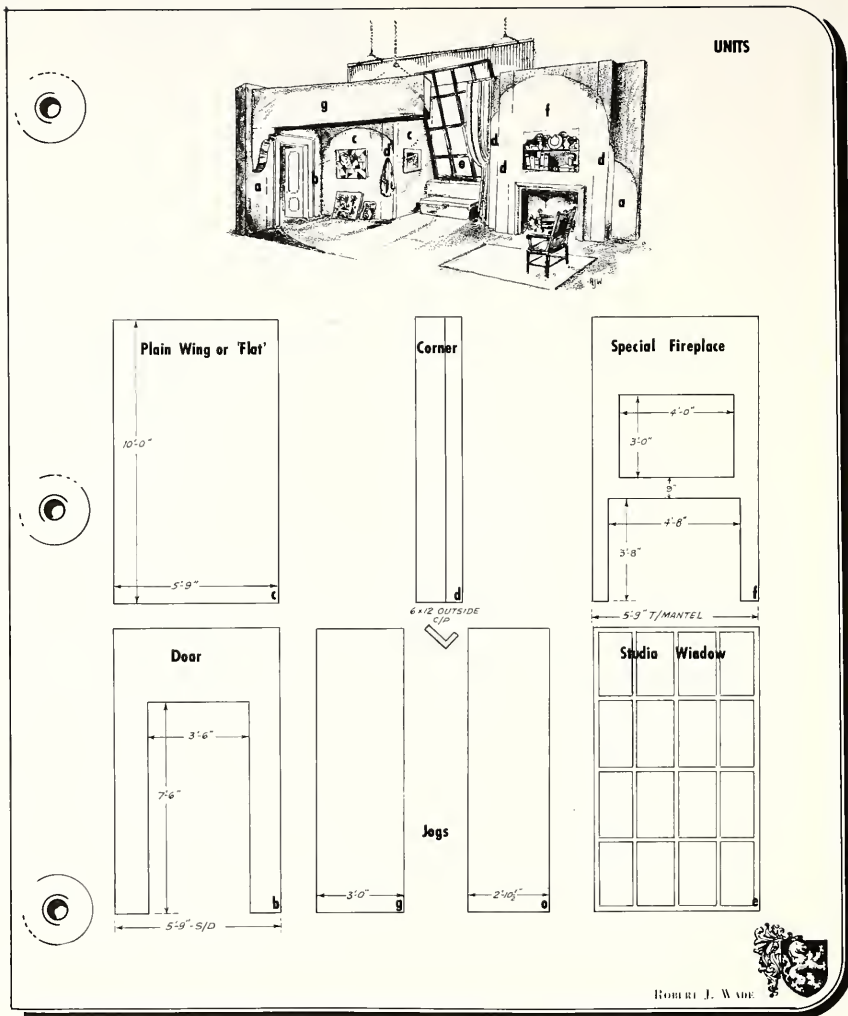 UNITS
g
f
c
c
d
d
d
d
e
a
b
a
RJW
Plain Wing or 'Flat'
10'-0"
5'-9"
c
Corner
d
6 x 12 OUTSIDE
C/P
Special Fireplace
4'-0"
3'-0"
9"
4'-8"
3'-8"
f
5'-9" T/MANTEL
Door
3'-6"
7'-6"
b
5'-9"-S/D
Jogs
3'-0"
g
2'-10½"
a
Studio Window
e
ROBERT J. WADE